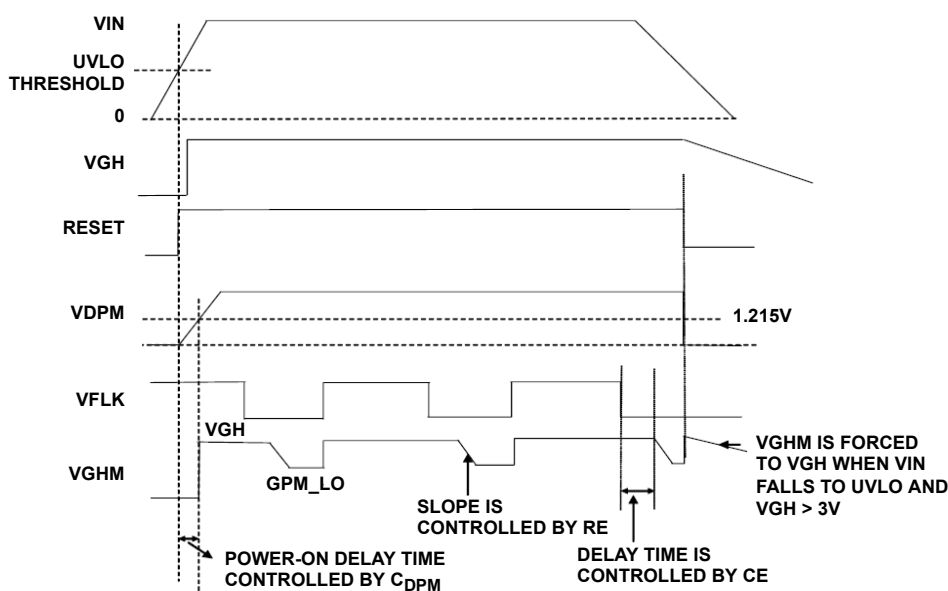 VIN
UVLO
THRESHOLD
0
VGH
RESET
VDPM
1.215V
VFLK
VGH
VGHM
GPM_LO
VGHM IS FORCED
TO VGH WHEN VIN
FALLS TO UVLO AND
VGH > 3V
SLOPE IS
CONTROLLED BY RE
DELAY TIME IS
CONTROLLED BY CE
POWER-ON DELAY TIME
CONTROLLED BY CDPM